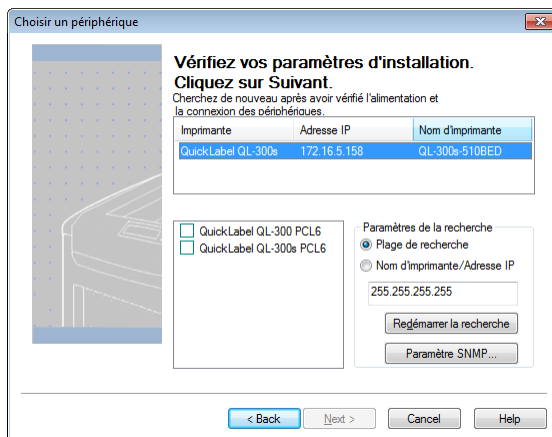 Choisir un périphérique
Vérifiez vos paramètres d'installation.
Cliquez sur Suivant.
Cherchez de nouveau après avoir vérifié l'alimentation et
la connexion des périphériques.
Imprimante Adresse IP Nom d'imprimante
QuickLabel QL-300s 172.16.5.158 QL-300s-510BED
QuickLabel QL-300 PCL6
QuickLabel QL-300s PCL6
Paramètres de la recherche
Plage de recherche
Nom d'imprimante/Adresse IP
255.255.255.255
Redémarrer la recherche
Paramètre SNMP...
< Back Next > Cancel Help